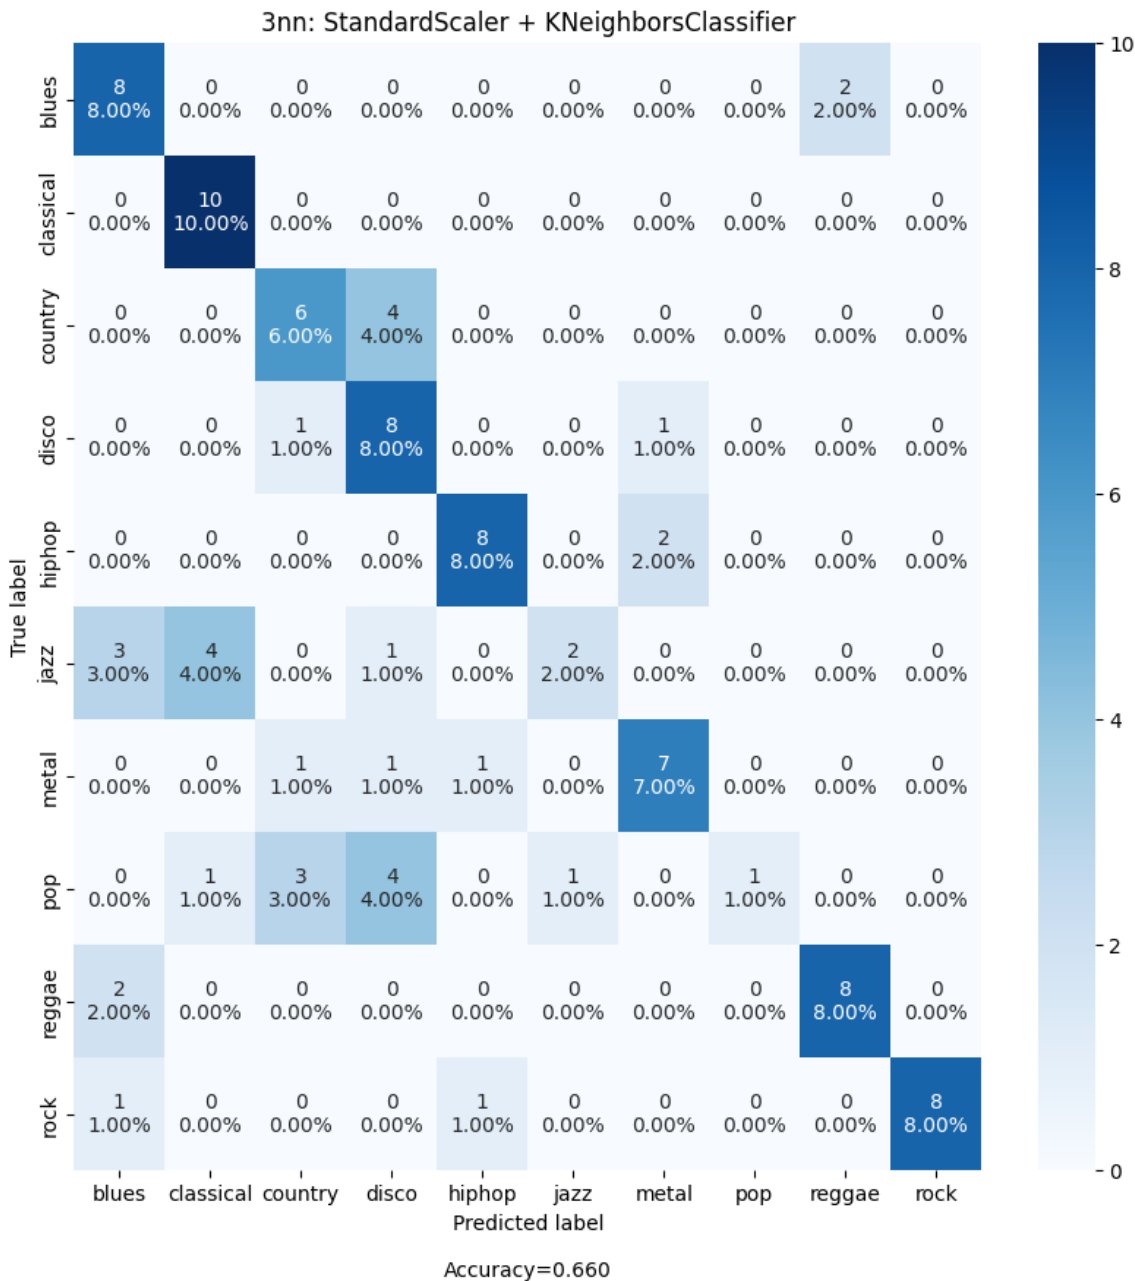 3nn: StandardScaler + KNeighborsClassifier
True label
blues
8 0 0 0 0 0 0 0 2 0
8.00% 0.00% 0.00% 0.00% 0.00% 0.00% 0.00% 0.00% 2.00% 0.00%
classical
0 10 0 0 0 0 0 0 0 0
0.00% 10.00% 0.00% 0.00% 0.00% 0.00% 0.00% 0.00% 0.00% 0.00%
country
0 0 6 4 0 0 0 0 0 0
0.00% 0.00% 6.00% 4.00% 0.00% 0.00% 0.00% 0.00% 0.00% 0.00%
disco
0 0 1 8 0 0 1 0 0 0
0.00% 0.00% 1.00% 8.00% 0.00% 0.00% 1.00% 0.00% 0.00% 0.00%
hiphop
0 0 0 0 8 0 2 0 0 0
0.00% 0.00% 0.00% 0.00% 8.00% 0.00% 2.00% 0.00% 0.00% 0.00%
jazz
3 4 0 1 0 2 0 0 0 0
3.00% 4.00% 0.00% 1.00% 0.00% 2.00% 0.00% 0.00% 0.00% 0.00%
metal
0 0 1 1 1 0 7 0 0 0
0.00% 0.00% 1.00% 1.00% 1.00% 0.00% 7.00% 0.00% 0.00% 0.00%
pop
0 1 3 4 0 1 0 1 0 0
0.00% 1.00% 3.00% 4.00% 0.00% 1.00% 0.00% 1.00% 0.00% 0.00%
reggae
2 0 0 0 0 0 0 0 8 0
2.00% 0.00% 0.00% 0.00% 0.00% 0.00% 0.00% 0.00% 8.00% 0.00%
rock
1 0 0 0 1 0 0 0 0 8
1.00% 0.00% 0.00% 0.00% 1.00% 0.00% 0.00% 0.00% 0.00% 8.00%
blues classical country disco hiphop jazz metal pop reggae rock
Predicted label
Accuracy=0.660
10
8
6
4
2
0